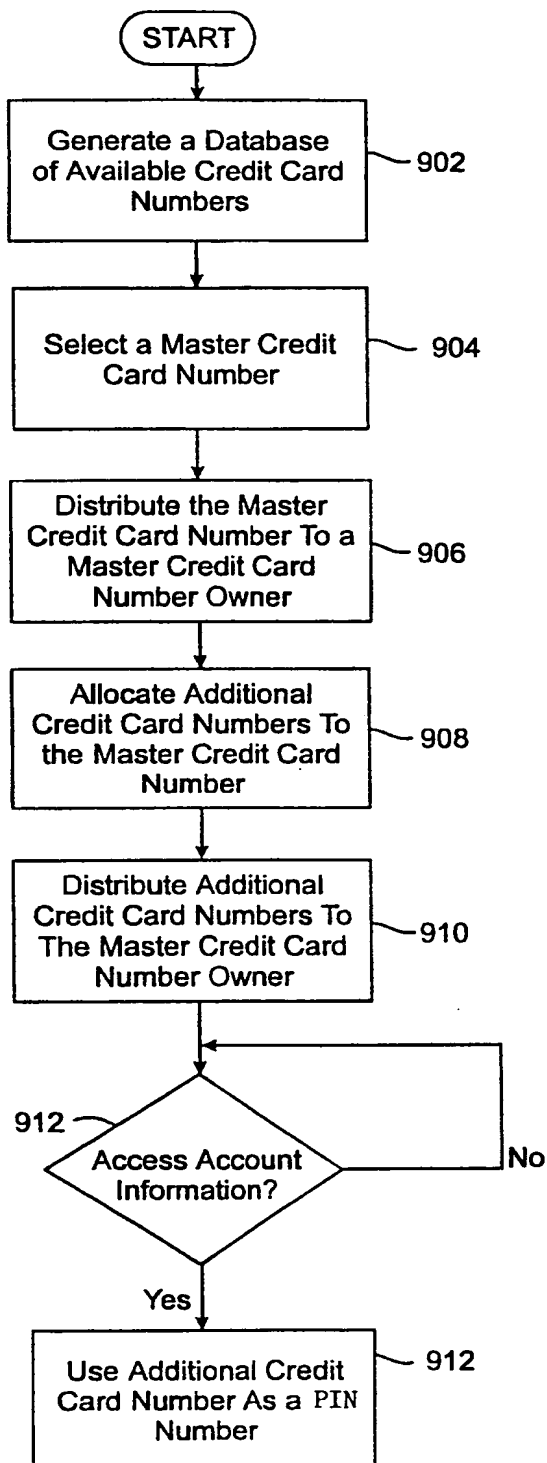 START
Generate a Database
of Available Credit Card
Numbers
902
Select a Master Credit
Card Number
904
Distribute the Master
Credit Card Number To a
Master Credit Card
Number Owner
906
Allocate Additional
Credit Card Numbers To
the Master Credit Card
Number
908
Distribute Additional
Credit Card Numbers To
The Master Credit Card
Number Owner
910
912
Access Account
Information?
No
Yes
Use Additional Credit
Card Number As a PIN
Number
912